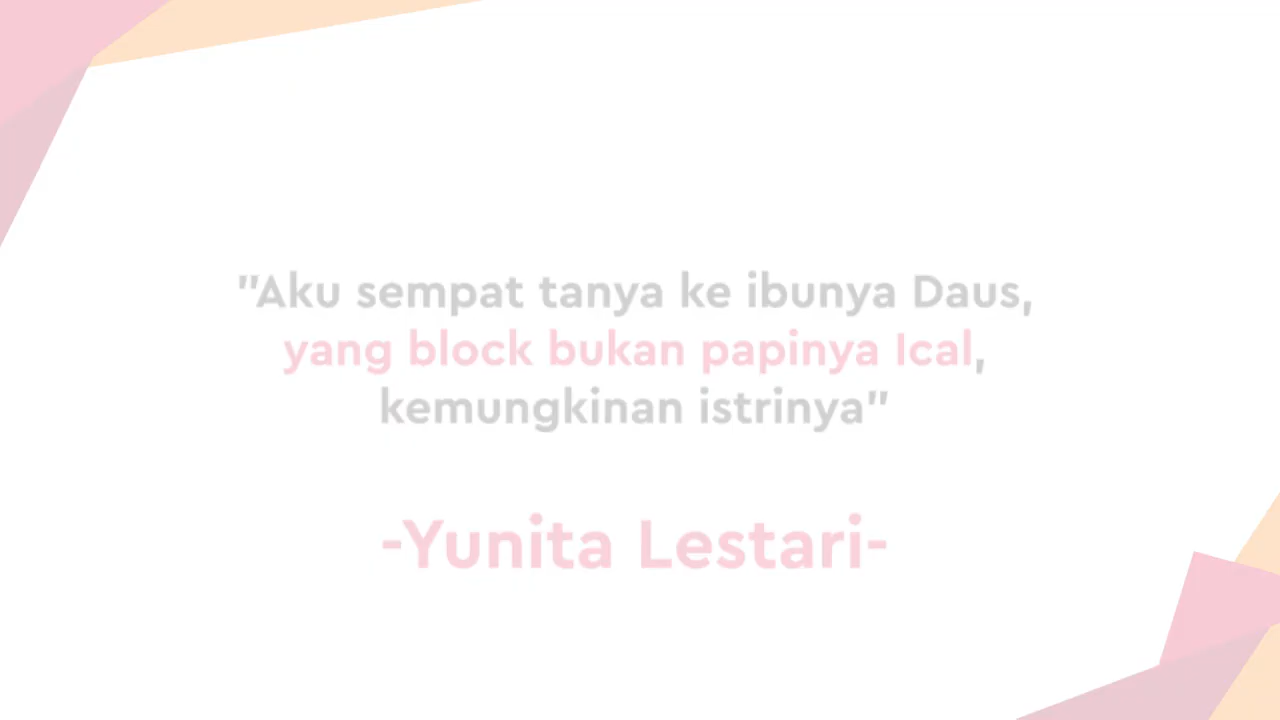 "Aku sempat tanya ke ibunya Daus,
yang block bukan papinya Ical,
kemungkinan istrinya"
-Yunita Lestari-